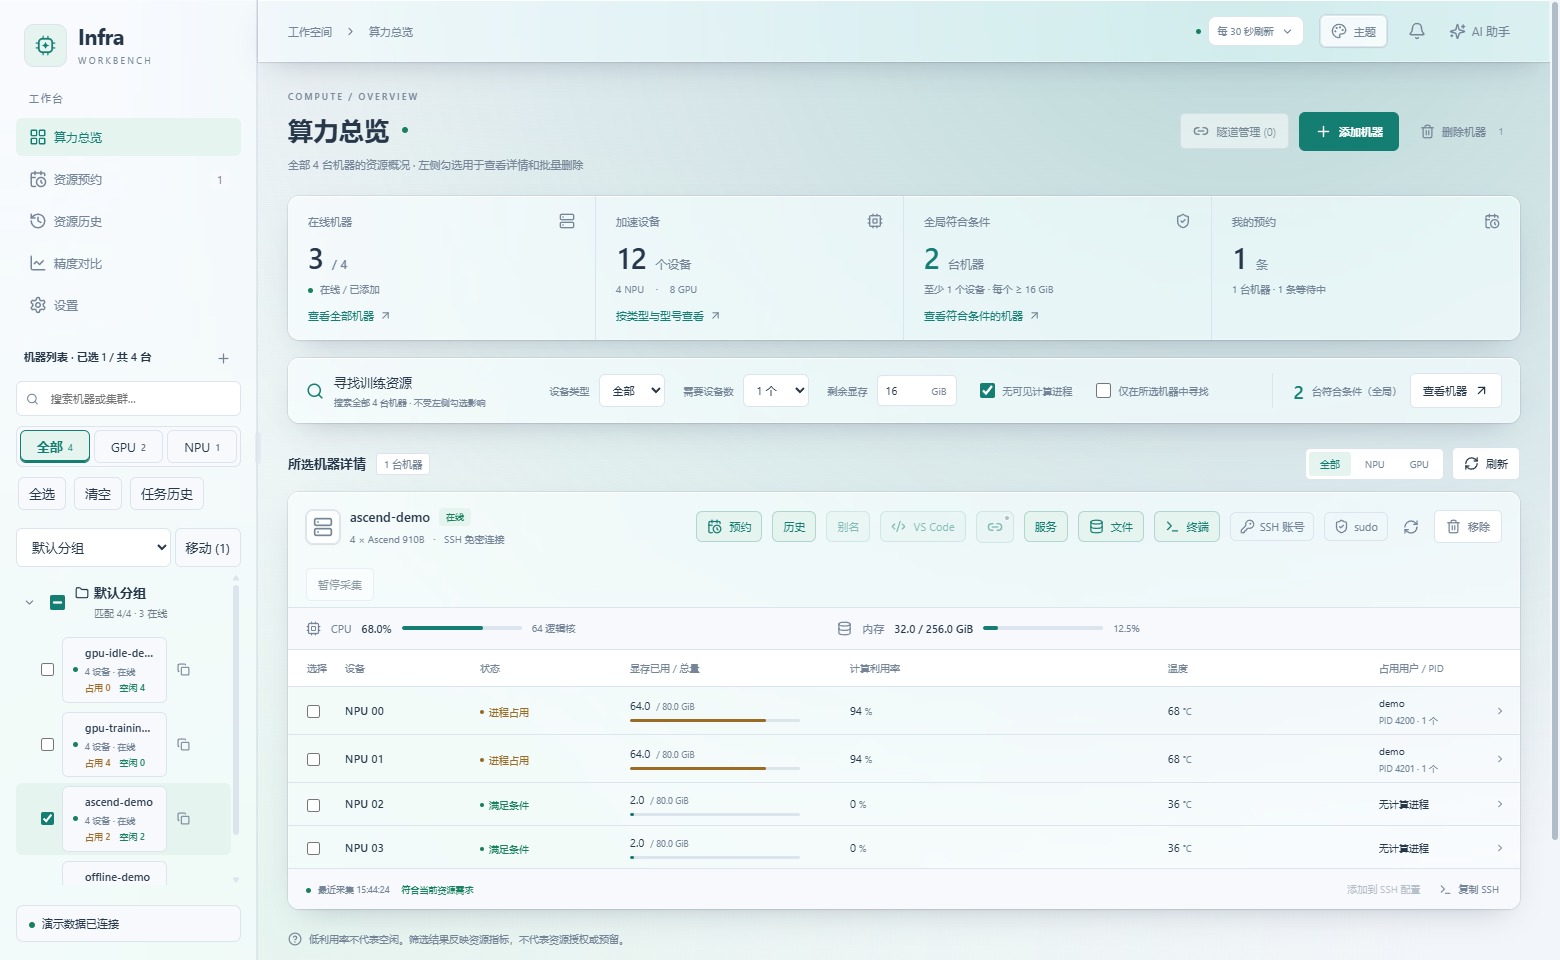 Infra
WORKBENCH
工作台
算力总览
资源预约 1
资源历史
精度对比
设置
机器列表 · 已选 1 / 共 4 台
搜索机器或集群...
全部 4 GPU 2 NPU 1
全选 清空 任务历史
默认分组 移动 (1)
默认分组
匹配 4/4 · 3 在线
gpu-idle-de...
4 设备 · 在线
占用 0 空闲 4
gpu-trainin...
4 设备 · 在线
占用 4 空闲 0
ascend-demo
4 设备 · 在线
占用 2 空闲 2
offline-demo
演示数据已连接
工作空间 > 算力总览
每 30 秒刷新 主题 AI 助手
COMPUTE / OVERVIEW
算力总览
全部 4 台机器的资源概况 · 左侧勾选用于查看详情和批量删除
隧道管理 (0) 添加机器 删除机器 1
在线机器
3 / 4
在线 / 已添加
查看全部机器
加速设备
12 个设备
4 NPU · 8 GPU
按类型与型号查看
全局符合条件
2 台机器
至少 1 个设备 · 每个 ≥ 16 GiB
查看符合条件的机器
我的预约
1 条
1 台机器 · 1 条等待中
寻找训练资源
搜索全部 4 台机器 · 不受左侧勾选影响
设备类型 全部 需要设备数 1 个 剩余显存 16 GiB 无可见计算进程 仅在所选机器中寻找 2 台符合条件（全局） 查看机器
所选机器详情 1 台机器 全部 NPU GPU 刷新
ascend-demo 在线
4 × Ascend 910B · SSH 免密连接
预约 历史 别名 VS Code 服务 文件 终端 SSH 账号 sudo 移除
暂停采集
CPU 68.0% 64 逻辑核 内存 32.0 / 256.0 GiB 12.5%
选择 设备 状态 显存已用 / 总量 计算利用率 温度 占用用户 / PID
NPU 00 进程占用 64.0 / 80.0 GiB 94 % 68 °C demo
PID 4200 · 1 个
NPU 01 进程占用 64.0 / 80.0 GiB 94 % 68 °C demo
PID 4201 · 1 个
NPU 02 满足条件 2.0 / 80.0 GiB 0 % 36 °C 无计算进程
NPU 03 满足条件 2.0 / 80.0 GiB 0 % 36 °C 无计算进程
最近采集 15:44:24 符合当前资源需求 添加到 SSH 配置 复制 SSH
低利用率不代表空闲。筛选结果反映资源指标，不代表资源授权或预留。